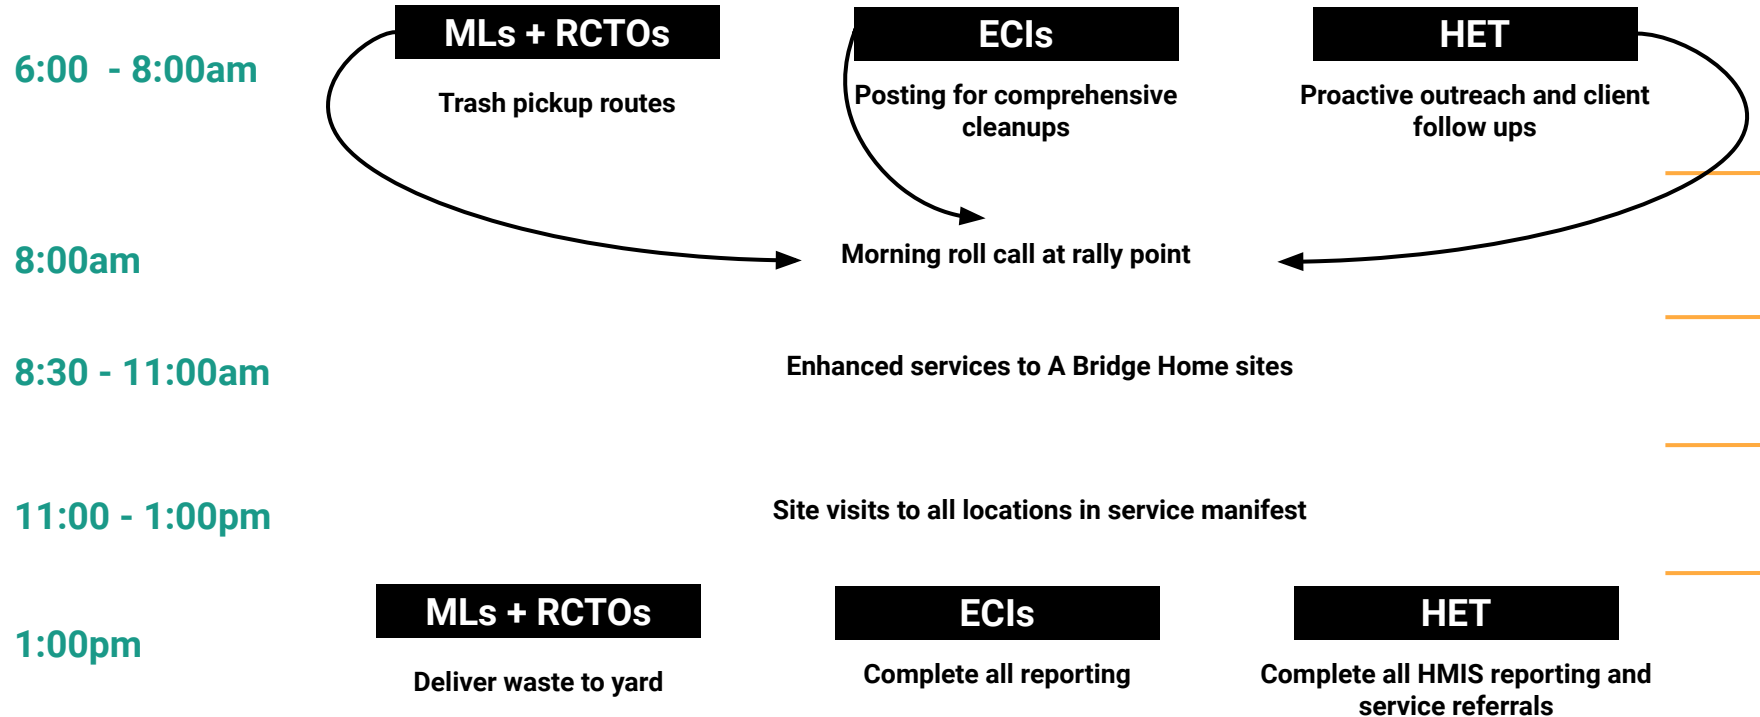 MLs + RCTOs
ECIs
HET
6:00 - 8:00am
Trash pickup routes
Posting for comprehensive
cleanups
Proactive outreach and client
follow ups
8:00am
Morning roll call at rally point
8:30 - 11:00am
Enhanced services to A Bridge Home sites
11:00 - 1:00pm
Site visits to all locations in service manifest
MLs + RCTOs
ECIs
HET
1:00pm
Deliver waste to yard
Complete all reporting
Complete all HMIS reporting and
service referrals